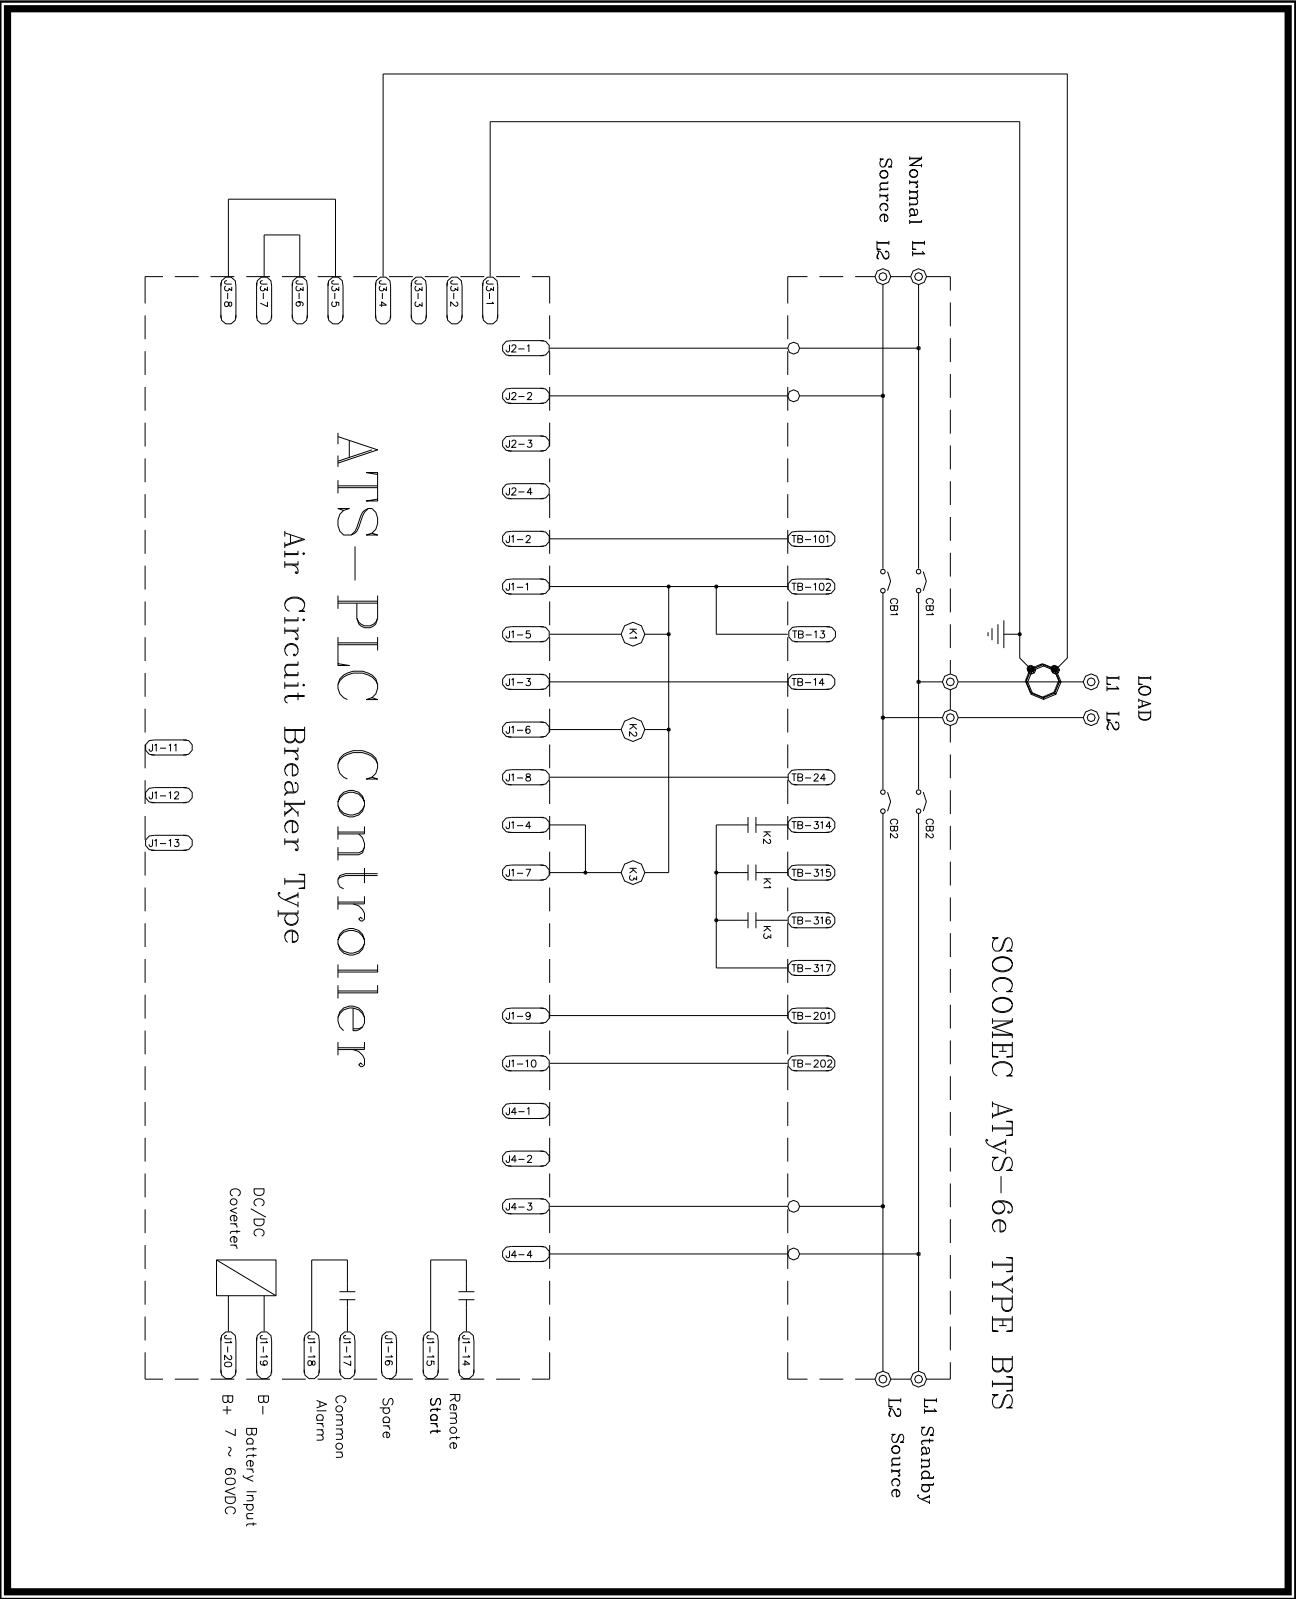 LOAD
L1
L2
SOCOMEC ATyS-6e TYPE BTS
Normal L1
Source L2
CB1
CB1
CB2
CB2
L1 Standby
L2 Source
TB-101
TB-102
TB-13
TB-14
TB-24
TB-314
TB-315
TB-316
TB-317
TB-201
TB-202
K2
K1
K3
K1
K2
K3
J3-8
J3-7
J3-6
J3-5
J3-4
J3-3
J3-2
J3-1
J2-1
J2-2
J2-3
J2-4
J1-2
J1-1
J1-5
J1-3
J1-6
J1-8
J1-4
J1-7
J1-9
J1-10
J4-1
J4-2
J4-3
J4-4
ATS-PLC Controller
Air Circuit Breaker Type
J1-11
J1-12
J1-13
DC/DC
Coverter
J1-14
J1-15
J1-16
J1-17
J1-18
J1-19
J1-20
Remote
Start
Spare
Common
Alarm
B- Battery Input
B+ 7 ~ 60VDC